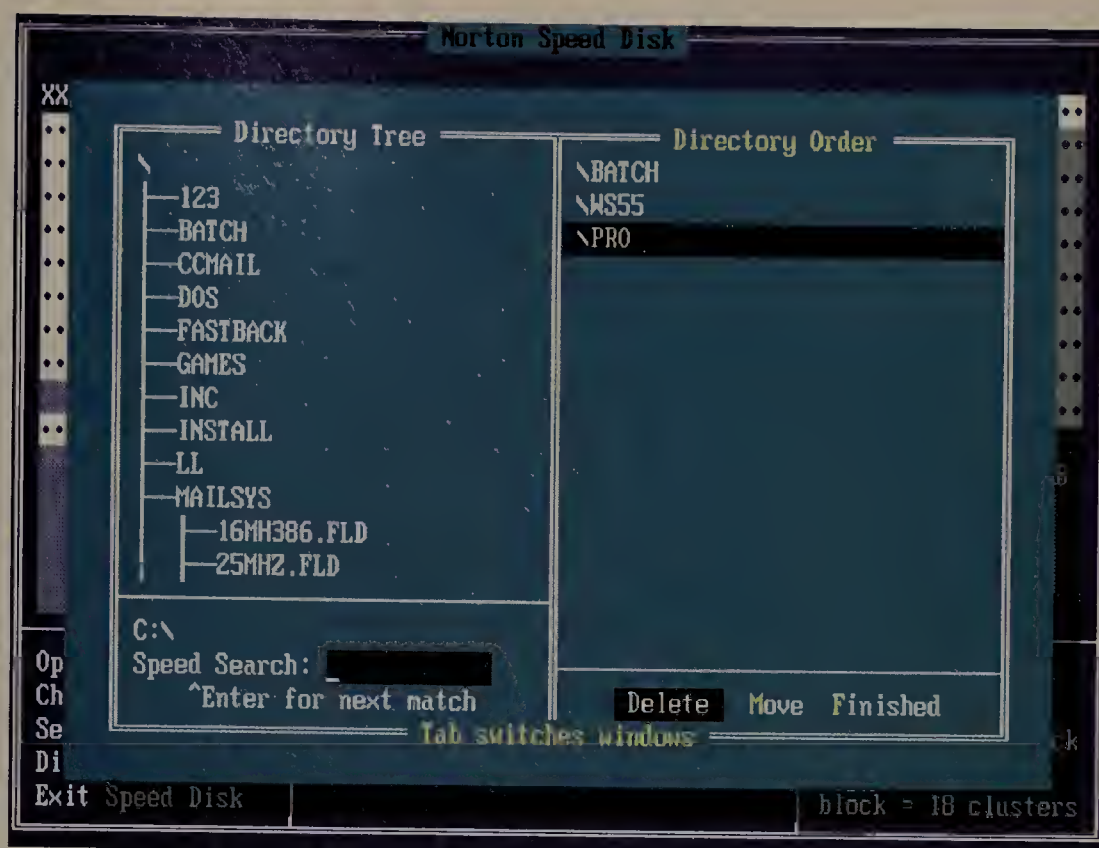 Norton Speed Disk
XX
Directory Tree
\
123
BATCH
CCMAIL
DOS
FASTBACK
GAMES
INC
INSTALL
LL
MAILSYS
16MH386.FLD
25MHZ.FLD
C:\
Speed Search:
^Enter for next match
Directory Order
\BATCH
\WS55
\PRO
Delete Move Finished
Tab switches windows
Op
Ch
Se
Di
k
Exit Speed Disk
block = 18 clusters